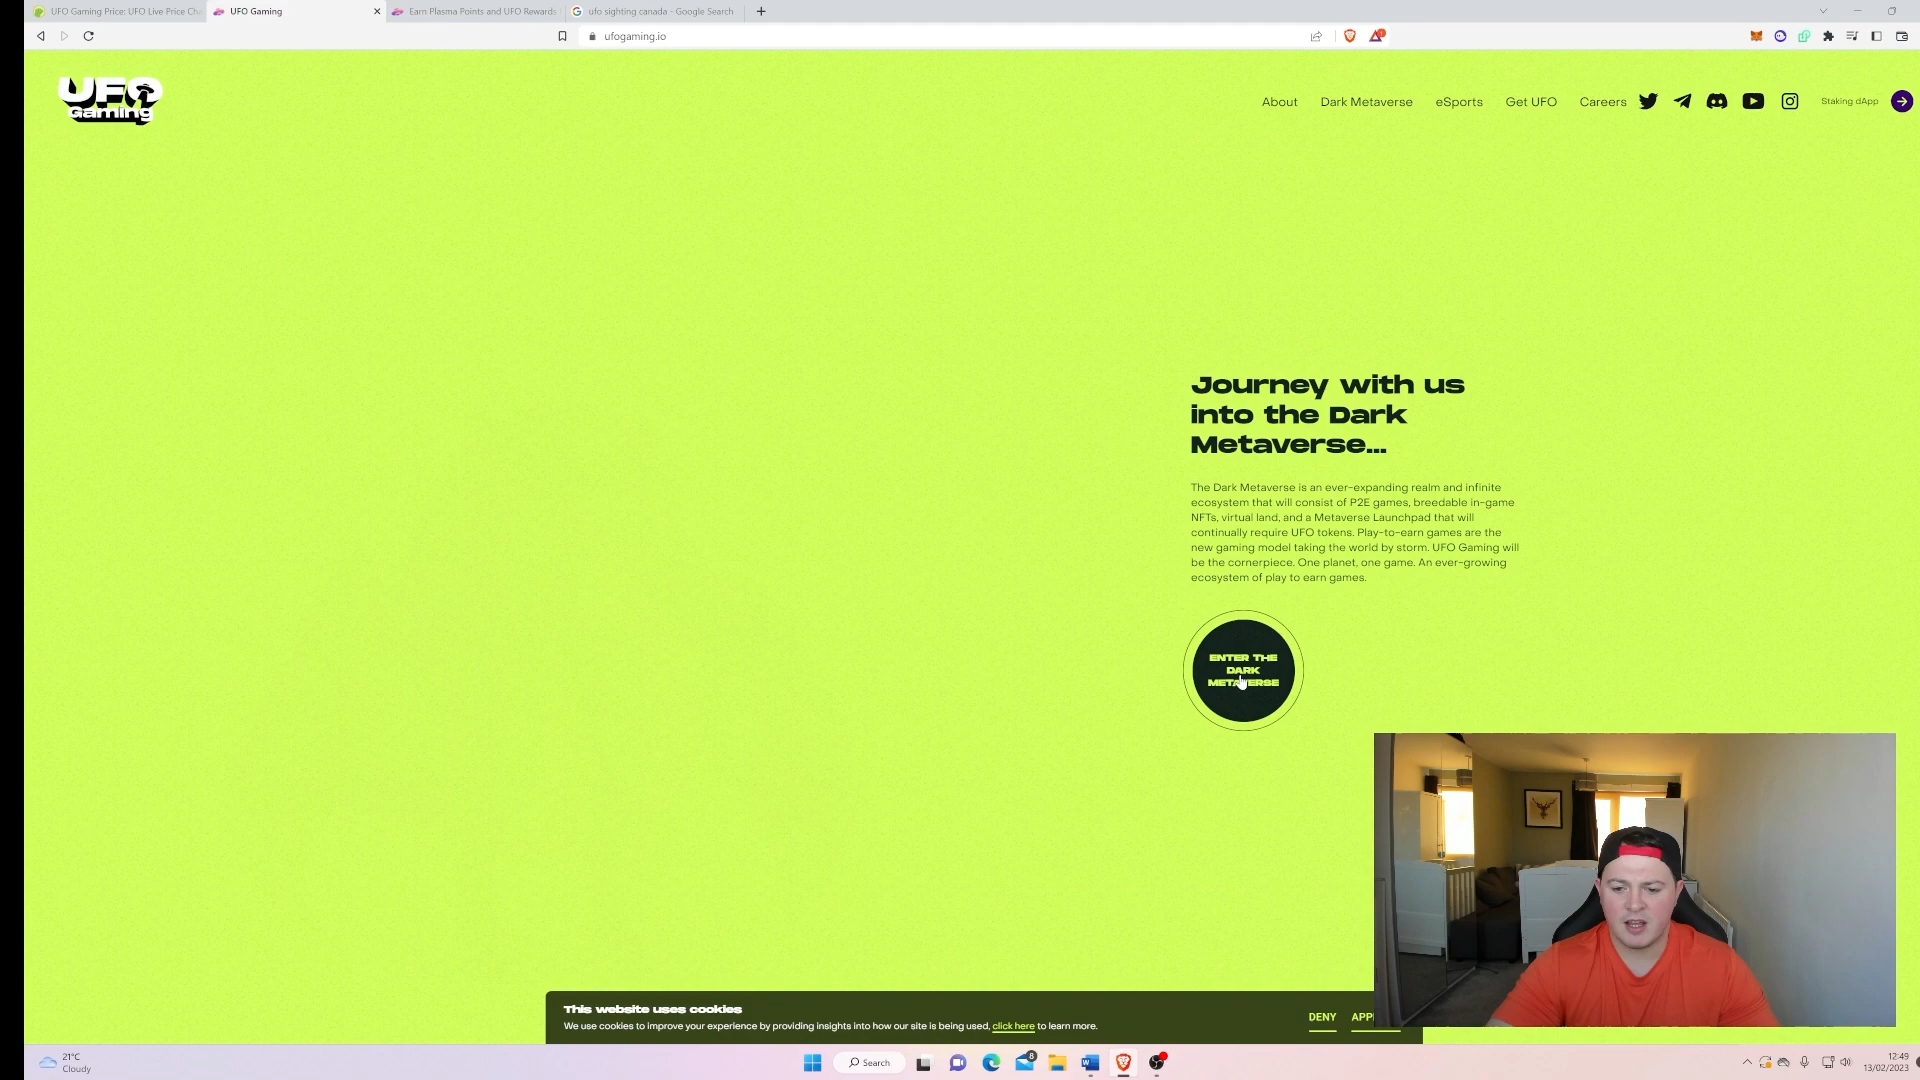 UFO Gaming Price: UFO Live Price Cha
UFO Gaming
Earn Plasma Points and UFO Rewards
ufo sighting canada - Google Search
ufogaming.io
UFO
Gaming
About
Dark Metaverse
eSports
Get UFO
Careers
Staking dApp
Journey with us
into the Dark
Metaverse...
The Dark Metaverse is an ever-expanding realm and infinite
ecosystem that will consist of P2E games, breedable in-game
NFTs, virtual land, and a Metaverse Launchpad that will
continually require UFO tokens. Play-to-earn games are the
new gaming model taking the world by storm. UFO Gaming will
be the cornerpiece. One planet, one game. An ever-growing
ecosystem of play to earn games.
ENTER THE
DARK
METAVERSE
This website uses cookies
We use cookies to improve your experience by providing insights into how our site is being used, click here to learn more.
DENY
APP
21°C
Cloudy
Search
8
12:49
13/02/2023